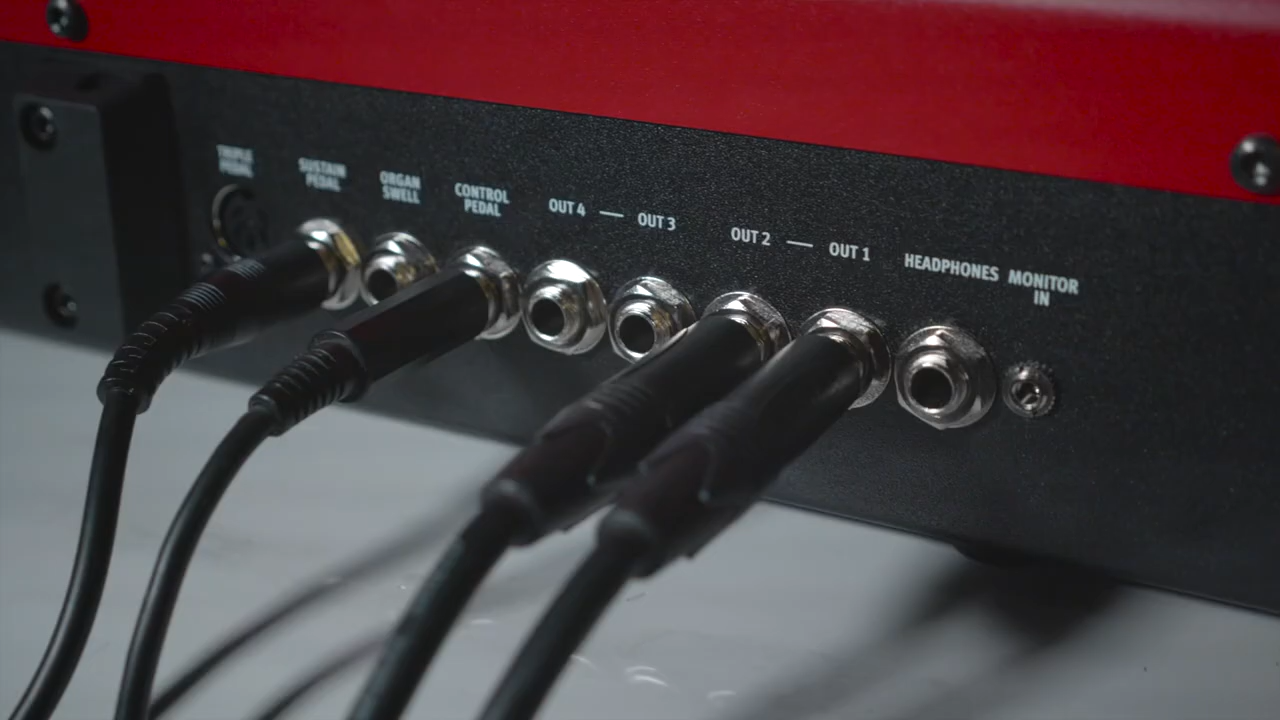 TRIPLE
PEDAL
SUSTAIN
PEDAL
ORGAN
SWELL
CONTROL
PEDAL
OUT 4 — OUT 3
OUT 2 — OUT 1
HEADPHONES
MONITOR
IN